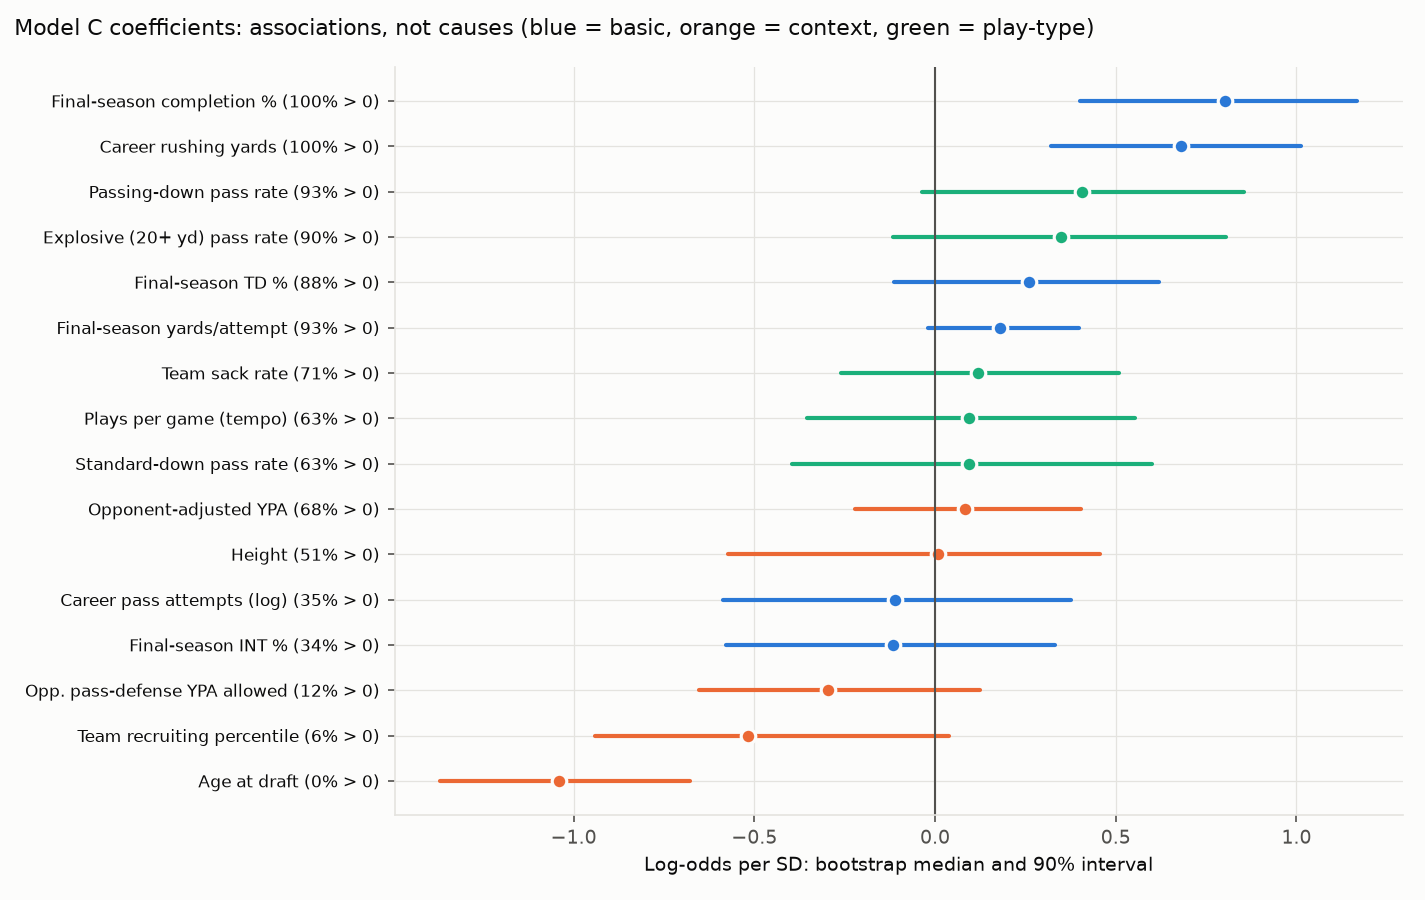 Model C coefficients: associations, not causes (blue = basic, orange = context, green = play-type)
Final-season completion % (100% > 0)
Career rushing yards (100% > 0)
Passing-down pass rate (93% > 0)
Explosive (20+ yd) pass rate (90% > 0)
Final-season TD % (88% > 0)
Final-season yards/attempt (93% > 0)
Team sack rate (71% > 0)
Plays per game (tempo) (63% > 0)
Standard-down pass rate (63% > 0)
Opponent-adjusted YPA (68% > 0)
Height (51% > 0)
Career pass attempts (log) (35% > 0)
Final-season INT % (34% > 0)
Opp. pass-defense YPA allowed (12% > 0)
Team recruiting percentile (6% > 0)
Age at draft (0% > 0)
−1.0 −0.5 0.0 0.5 1.0
Log-odds per SD: bootstrap median and 90% interval